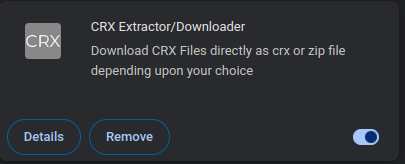 CRX
CRX Extractor/Downloader
Download CRX Files directly as crx or zip file
depending upon your choice
Details
Remove